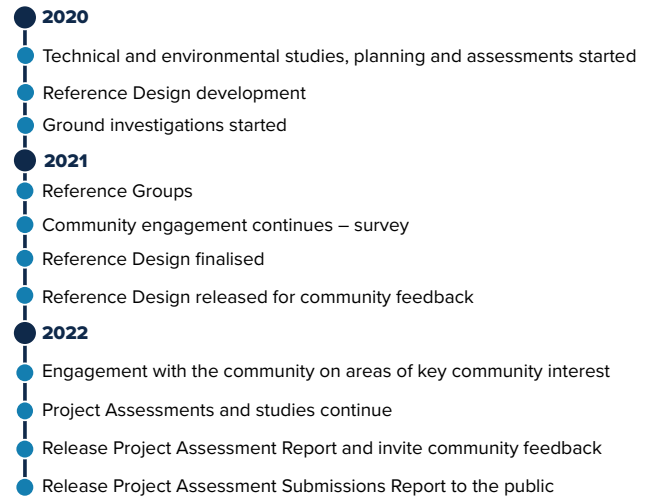 2020
Technical and environmental studies, planning and assessments started
Reference Design development
Ground investigations started
2021
Reference Groups
Community engagement continues – survey
Reference Design finalised
Reference Design released for community feedback
2022
Engagement with the community on areas of key community interest
Project Assessments and studies continue
Release Project Assessment Report and invite community feedback
Release Project Assessment Submissions Report to the public